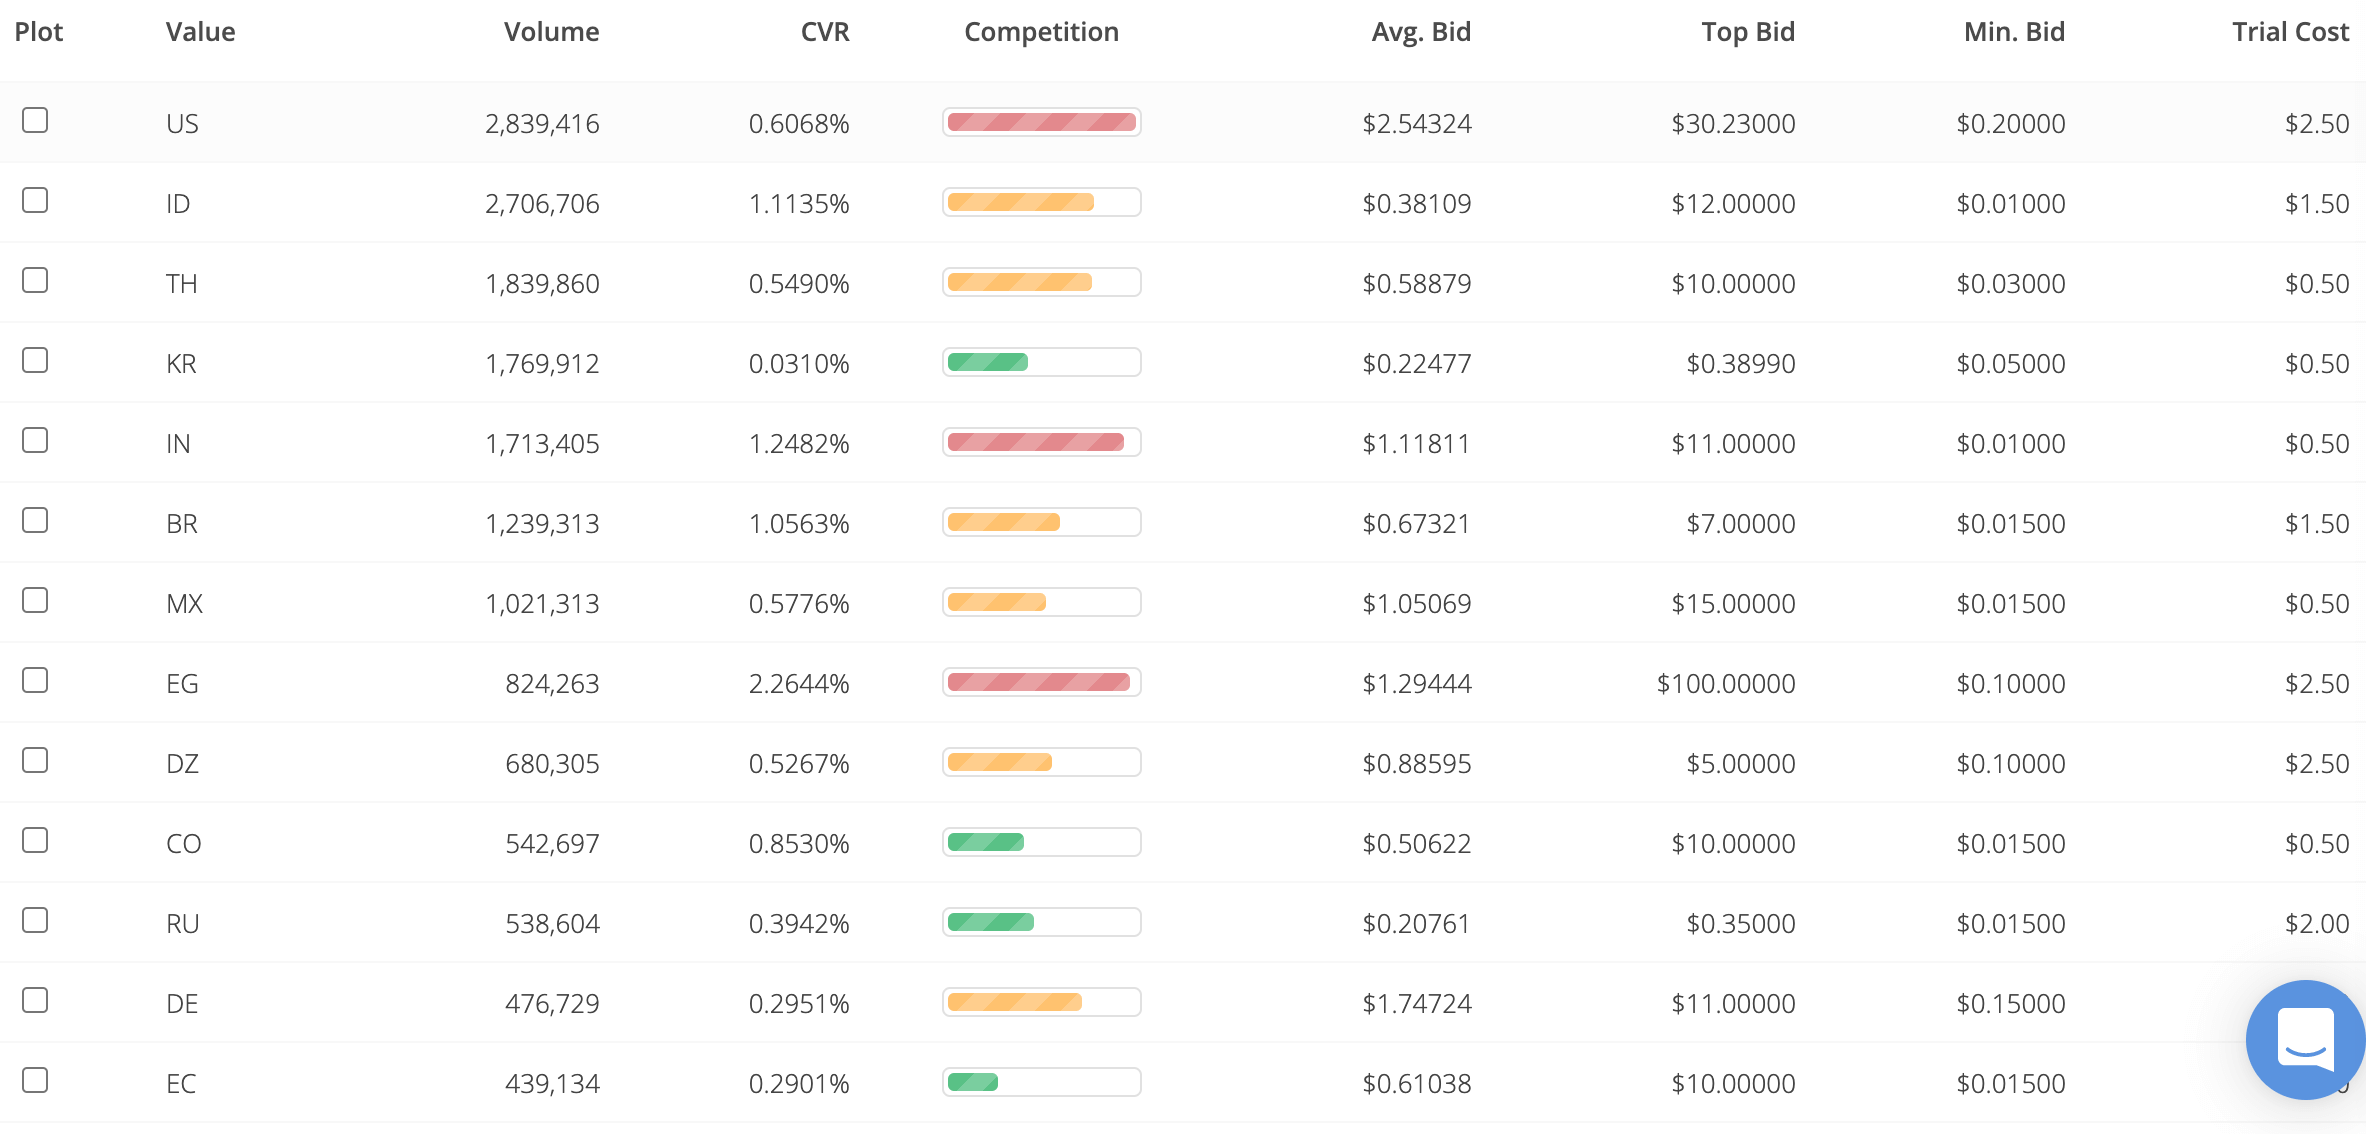 Plot Value Volume CVR Competition Avg. Bid Top Bid Min. Bid Trial Cost
US 2,839,416 0.6068% $2.54324 $30.23000 $0.20000 $2.50
ID 2,706,706 1.1135% $0.38109 $12.00000 $0.01000 $1.50
TH 1,839,860 0.5490% $0.58879 $10.00000 $0.03000 $0.50
KR 1,769,912 0.0310% $0.22477 $0.38990 $0.05000 $0.50
IN 1,713,405 1.2482% $1.11811 $11.00000 $0.01000 $0.50
BR 1,239,313 1.0563% $0.67321 $7.00000 $0.01500 $1.50
MX 1,021,313 0.5776% $1.05069 $15.00000 $0.01500 $0.50
EG 824,263 2.2644% $1.29444 $100.00000 $0.10000 $2.50
DZ 680,305 0.5267% $0.88595 $5.00000 $0.10000 $2.50
CO 542,697 0.8530% $0.50622 $10.00000 $0.01500 $0.50
RU 538,604 0.3942% $0.20761 $0.35000 $0.01500 $2.00
DE 476,729 0.2951% $1.74724 $11.00000 $0.15000
EC 439,134 0.2901% $0.61038 $10.00000 $0.01500